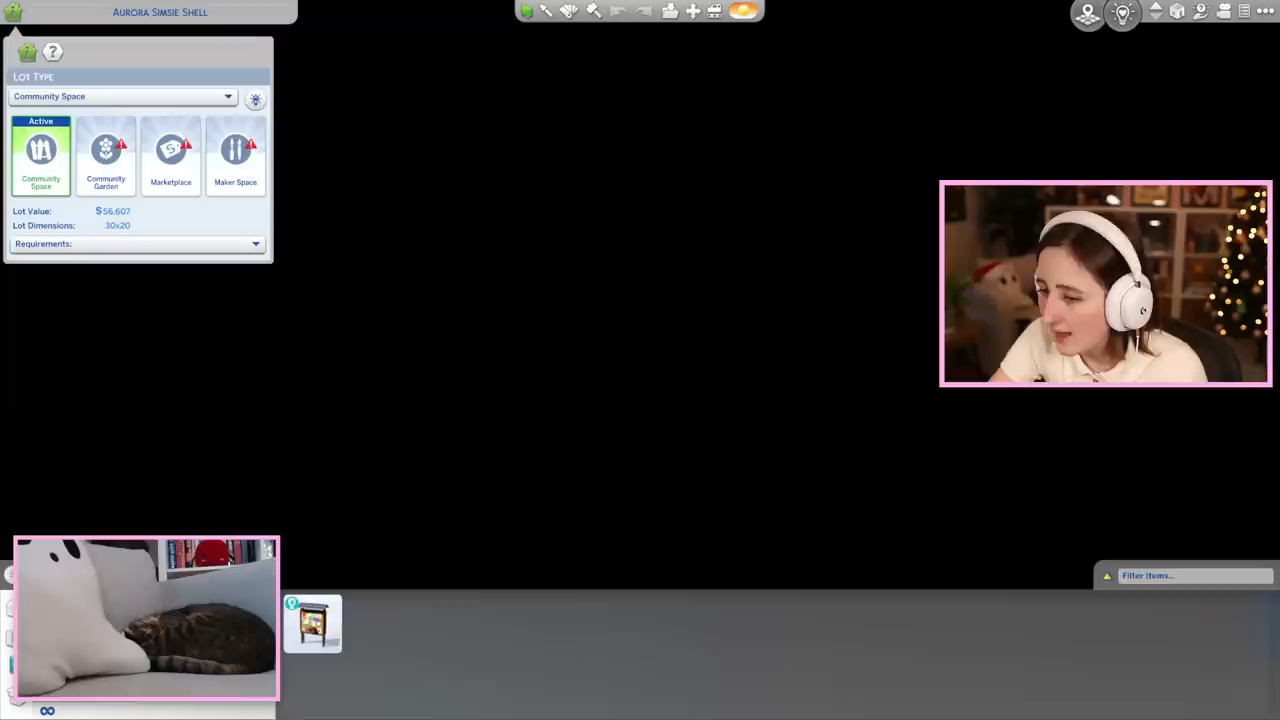 Aurora Simsie Shell
Lot Type
Community Space
Active
Community Space
Community Garden
Marketplace
Maker Space
Lot Value: $56,607
Lot Dimensions: 30x20
Requirements:
Filter items...